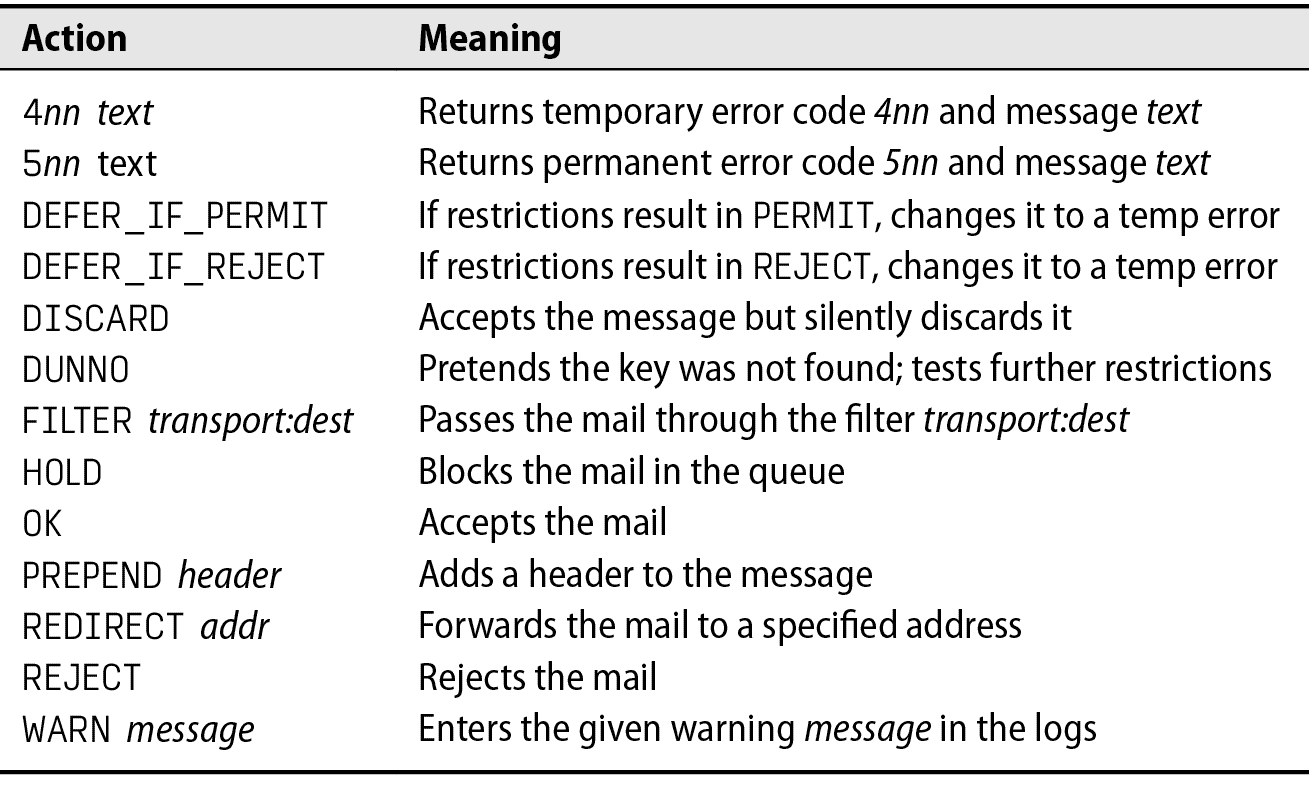 Action Meaning
4nn text Returns temporary error code 4nn and message text
5nn text Returns permanent error code 5nn and message text
DEFER_IF_PERMIT If restrictions result in PERMIT, changes it to a temp error
DEFER_IF_REJECT If restrictions result in REJECT, changes it to a temp error
DISCARD Accepts the message but silently discards it
DUNNO Pretends the key was not found; tests further restrictions
FILTER transport:dest Passes the mail through the filter transport:dest
HOLD Blocks the mail in the queue
OK Accepts the mail
PREPEND header Adds a header to the message
REDIRECT addr Forwards the mail to a specified address
REJECT Rejects the mail
WARN message Enters the given warning message in the logs